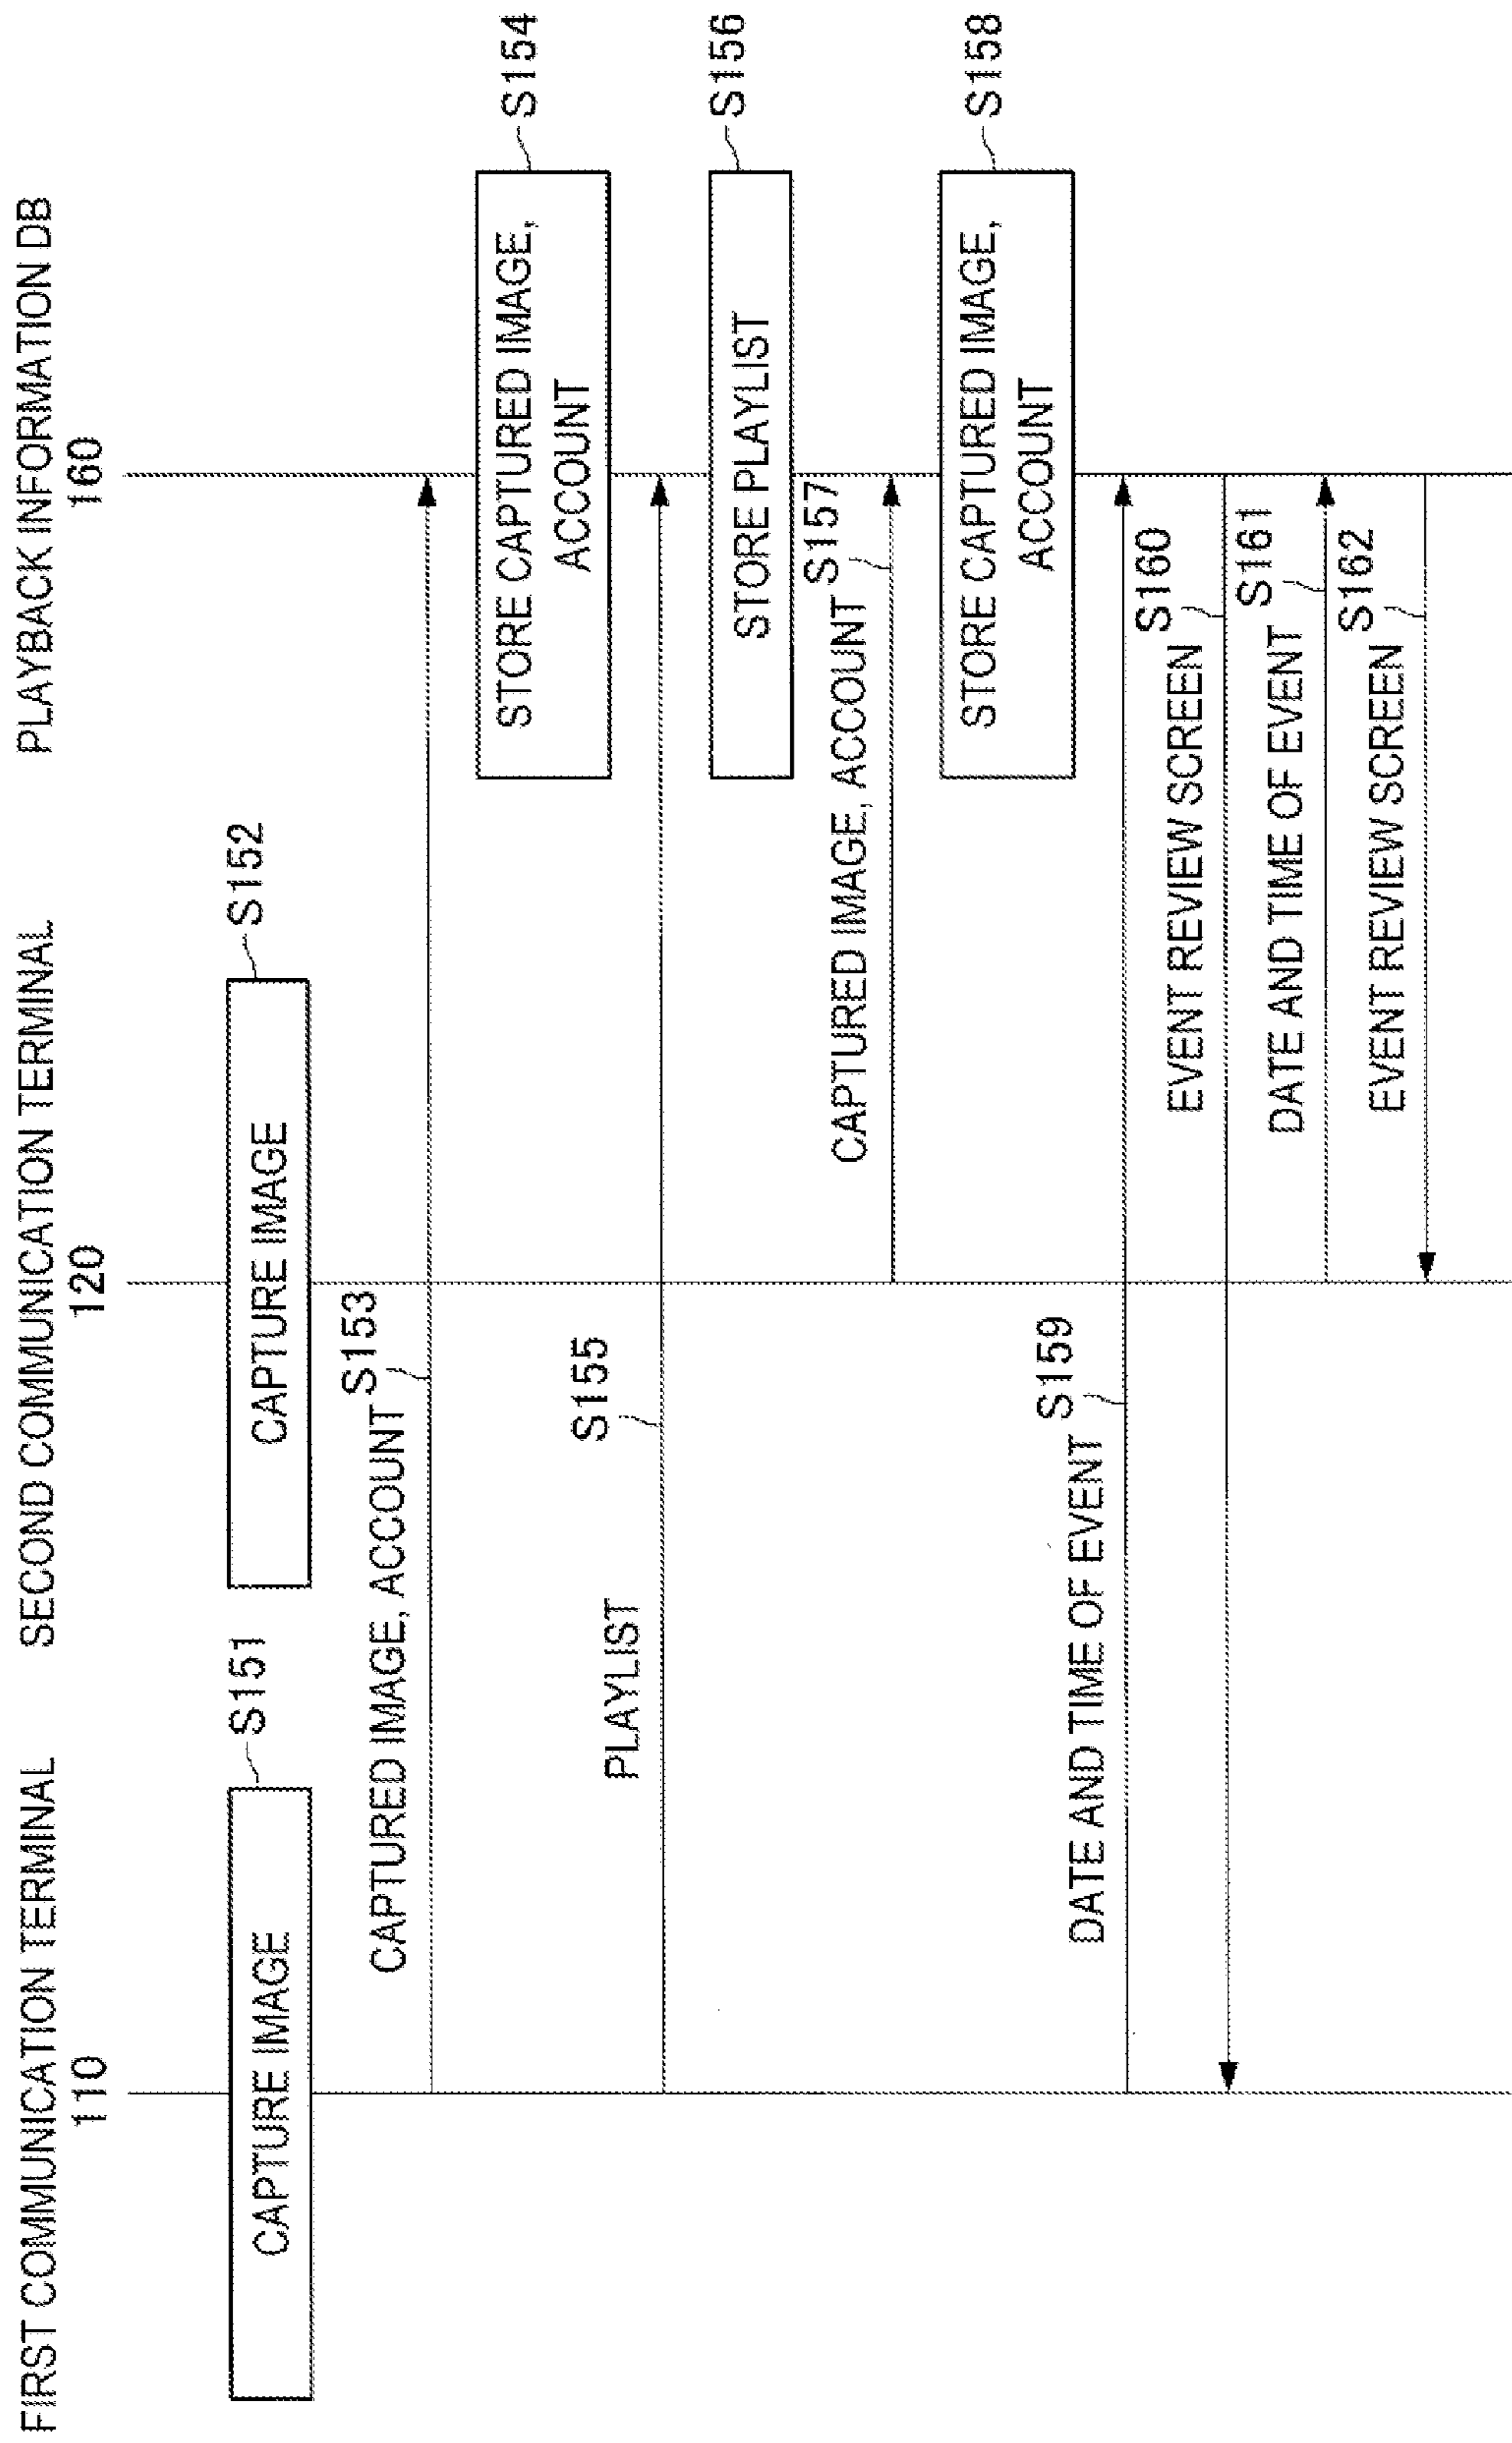 FIRST COMMUNICATION TERMINAL
110
SECOND COMMUNICATION TERMINAL
120
PLAYBACK INFORMATION DB
160
S151
CAPTURE IMAGE
S152
CAPTURE IMAGE
S153
CAPTURED IMAGE, ACCOUNT
S154
STORE CAPTURED IMAGE,
ACCOUNT
S155
PLAYLIST
S156
STORE PLAYLIST
S157
CAPTURED IMAGE, ACCOUNT
S158
STORE CAPTURED IMAGE,
ACCOUNT
S159
DATE AND TIME OF EVENT
S160
EVENT REVIEW SCREEN
S161
DATE AND TIME OF EVENT
S162
EVENT REVIEW SCREEN